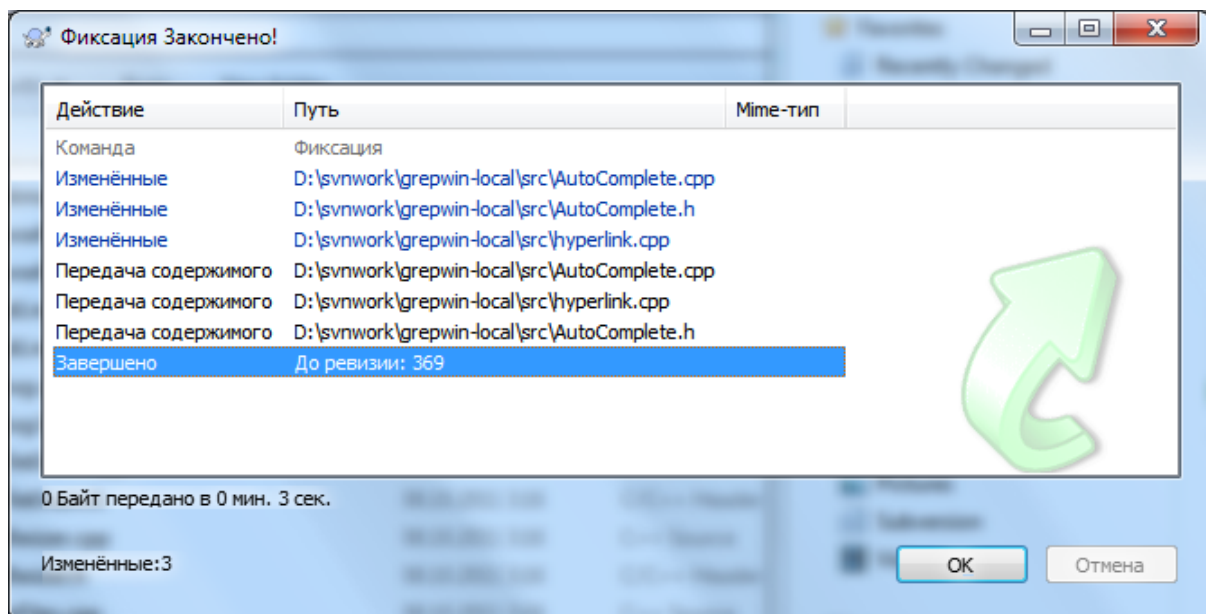 Фиксация Закончено!
Действие Путь Mime-тип
Команда Фиксация
Изменённые D:\svnwork\grepwin-local\src\AutoComplete.cpp
Изменённые D:\svnwork\grepwin-local\src\AutoComplete.h
Изменённые D:\svnwork\grepwin-local\src\hyperlink.cpp
Передача содержимого D:\svnwork\grepwin-local\src\AutoComplete.cpp
Передача содержимого D:\svnwork\grepwin-local\src\hyperlink.cpp
Передача содержимого D:\svnwork\grepwin-local\src\AutoComplete.h
Завершено До ревизии: 369
0 Байт передано в 0 мин. 3 сек.
Изменённые:3
OK Отмена